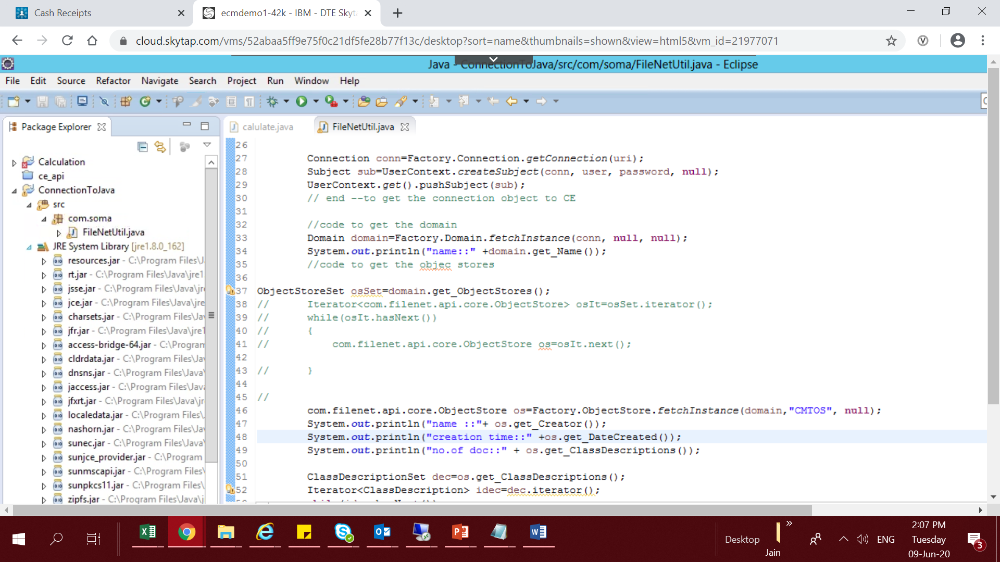 Cash Receipts
ecmdemo1-42k - IBM - DTE Skyt
cloud.skytap.com/vms/52abaa5ff9e75f0c21df5fe28b77f13c/desktop?sort=name&thumbnails=shown&view=html5&vm_id=21977071
Java - ConnectionToJava/src/com/soma/FileNetUtil.java - Eclipse
File Edit Source Refactor Navigate Search Project Run Window Help
Package Explorer
calulate.java FileNetUtil.java
Calculation
ce_api
ConnectionToJava
src
com.soma
FileNetUtil.java
JRE System Library [jre1.8.0_162]
resources.jar - C:\Program Files\J
rt.jar - C:\Program Files\Java\jre1
jsse.jar - C:\Program Files\Java\jr
jce.jar - C:\Program Files\Java\jre
charsets.jar - C:\Program Files\Ja
jfr.jar - C:\Program Files\Java\jre1
access-bridge-64.jar - C:\Program
cldrdata.jar - C:\Program Files\Ja
dnsns.jar - C:\Program Files\Java\
jaccess.jar - C:\Program Files\Java
jfxrt.jar - C:\Program Files\Java\jr
localedata.jar - C:\Program Files\
nashorn.jar - C:\Program Files\Ja
sunec.jar - C:\Program Files\Java\
sunjce_provider.jar - C:\Program
sunmscapi.jar - C:\Program Files\
sunpkcs11.jar - C:\Program Files\
zipfs.jar - C:\Program Files\Java\j
26
27 Connection conn=Factory.Connection.getConnection(uri);
28 Subject sub=UserContext.createSubject(conn, user, password, null);
29 UserContext.get().pushSubject(sub);
30 // end --to get the connection object to CE
31
32 //code to get the domain
33 Domain domain=Factory.Domain.fetchInstance(conn, null, null);
34 System.out.println("name::" +domain.get_Name());
35 //code to get the objec stores
36
37 ObjectStoreSet osSet=domain.get_ObjectStores();
38 // Iterator<com.filenet.api.core.ObjectStore> osIt=osSet.iterator();
39 // while(osIt.hasNext())
40 // {
41 // com.filenet.api.core.ObjectStore os=osIt.next();
42
43 // }
44
45 //
46 com.filenet.api.core.ObjectStore os=Factory.ObjectStore.fetchInstance(domain,"CMTOS", null);
47 System.out.println("name ::"+ os.get_Creator());
48 System.out.println("creation time::" +os.get_DateCreated());
49 System.out.println("no.of doc::" + os.get_ClassDescriptions());
50
51 ClassDescriptionSet dec=os.get_ClassDescriptions();
52 Iterator<ClassDescription> idec=dec.iterator();
Desktop
Jain
ENG
2:07 PM
Tuesday
09-Jun-20
3